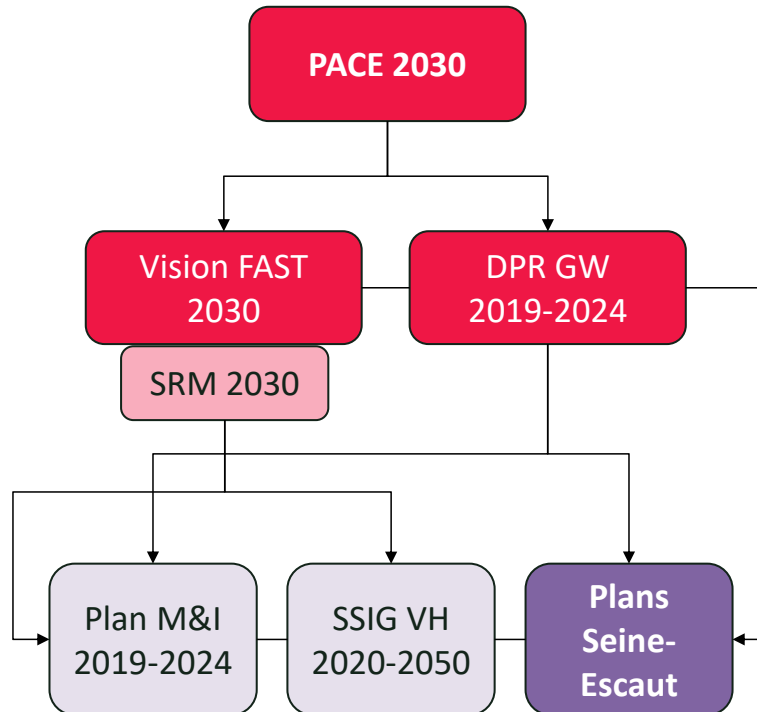 PACE 2030
Vision FAST
2030
DPR GW
2019-2024
SRM 2030
Plan M&I
2019-2024
SSIG VH
2020-2050
Plans
Seine-
Escaut